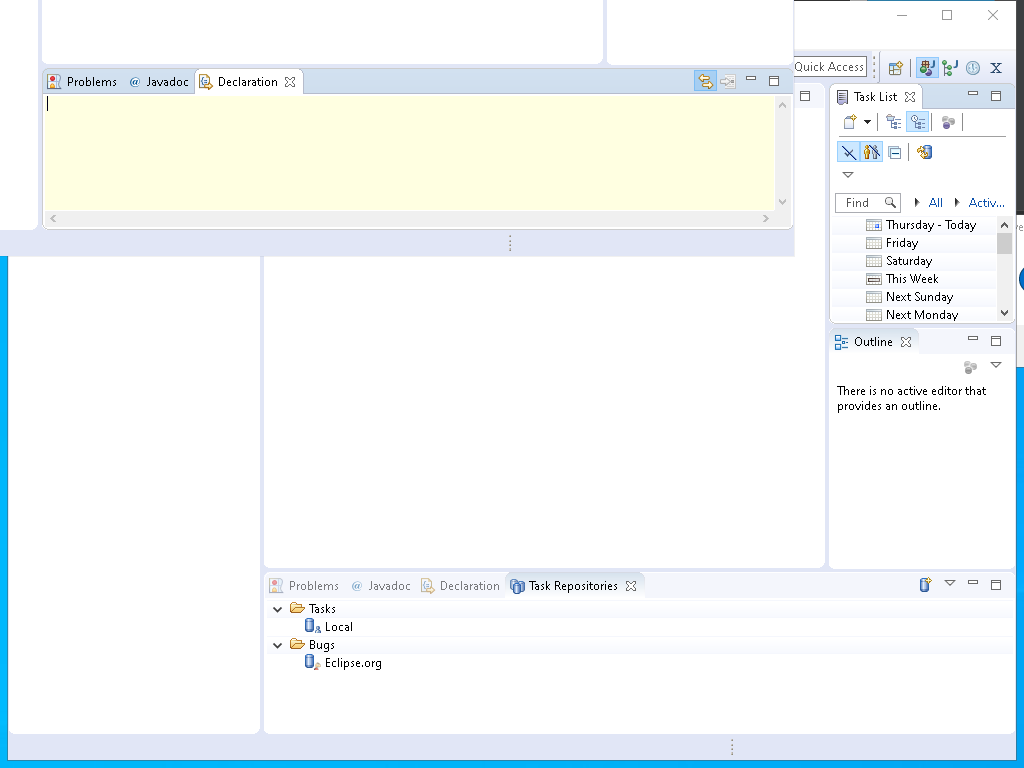 Problems @ Javadoc Declaration
Quick Access
Task List
Find All Activ...
Thursday - Today
Friday
Saturday
This Week
Next Sunday
Next Monday
Outline
There is no active editor that
provides an outline.
Problems @ Javadoc Declaration Task Repositories
Tasks
Local
Bugs
Eclipse.org